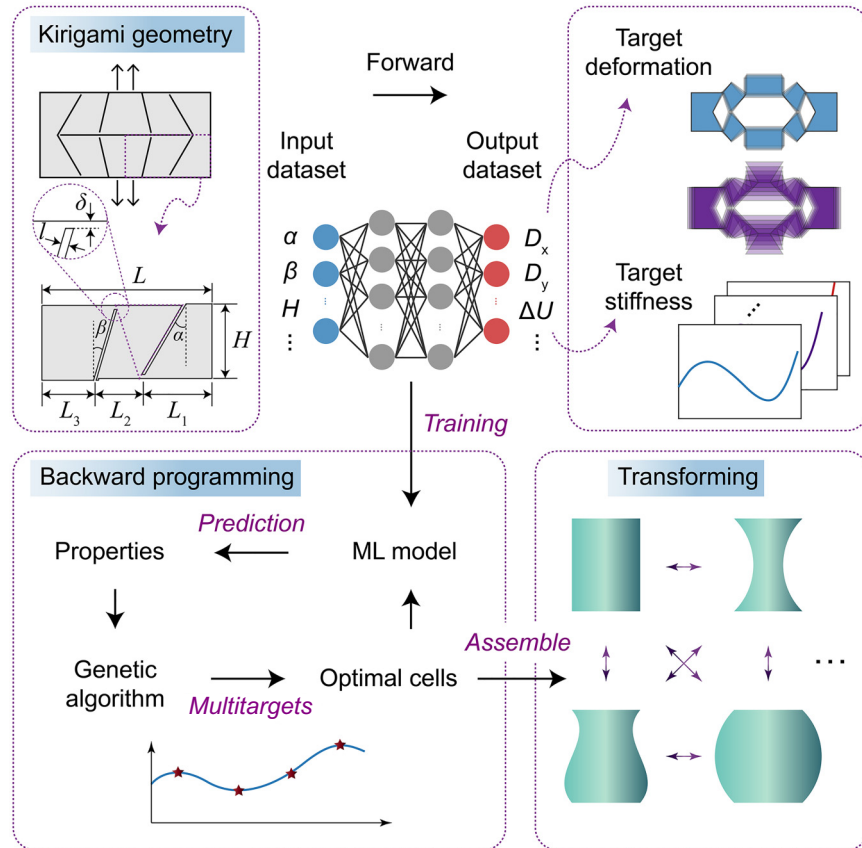 Kirigami geometry
δ
l
L
β
α
H
L3
L2
L1
Forward
Input
dataset
Output
dataset
α
β
H
⋮
Dx
Dy
ΔU
⋮
Target
deformation
Target
stiffness
Training
Backward programming
Prediction
Properties
ML model
Genetic
algorithm
Multitargets
Optimal cells
Assemble
Transforming
...